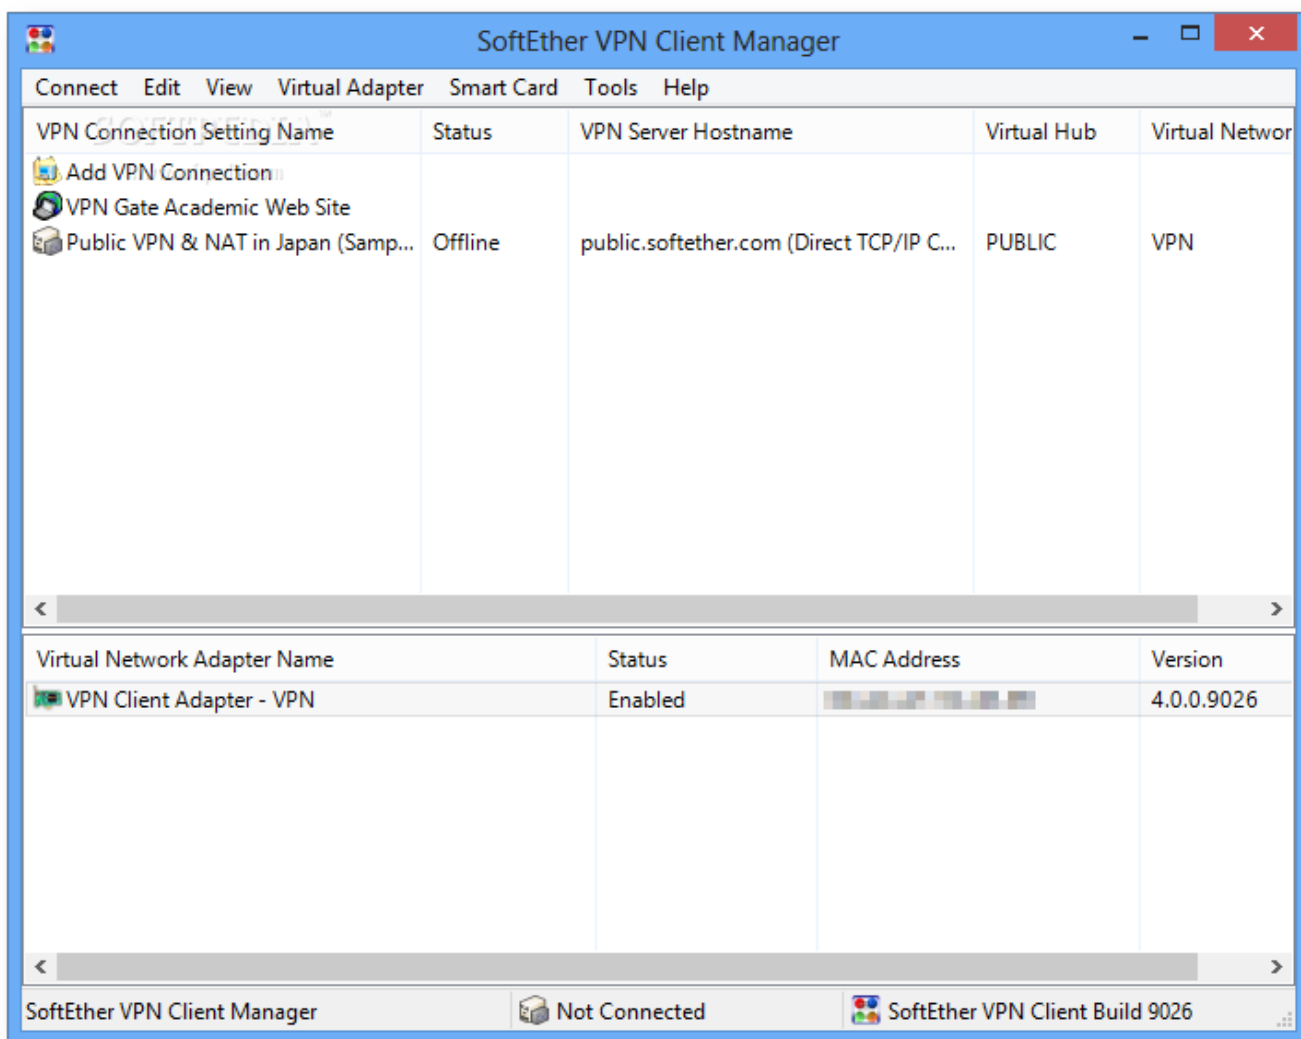 SoftEther VPN Client Manager
Connect Edit View Virtual Adapter Smart Card Tools Help
VPN Connection Setting Name Status VPN Server Hostname Virtual Hub Virtual Networ
SOFTPEDIA
Add VPN Connection
VPN Gate Academic Web Site
Public VPN & NAT in Japan (Samp... Offline public.softether.com (Direct TCP/IP C... PUBLIC VPN
Virtual Network Adapter Name Status MAC Address Version
VPN Client Adapter - VPN Enabled 4.0.0.9026
SoftEther VPN Client Manager Not Connected SoftEther VPN Client Build 9026